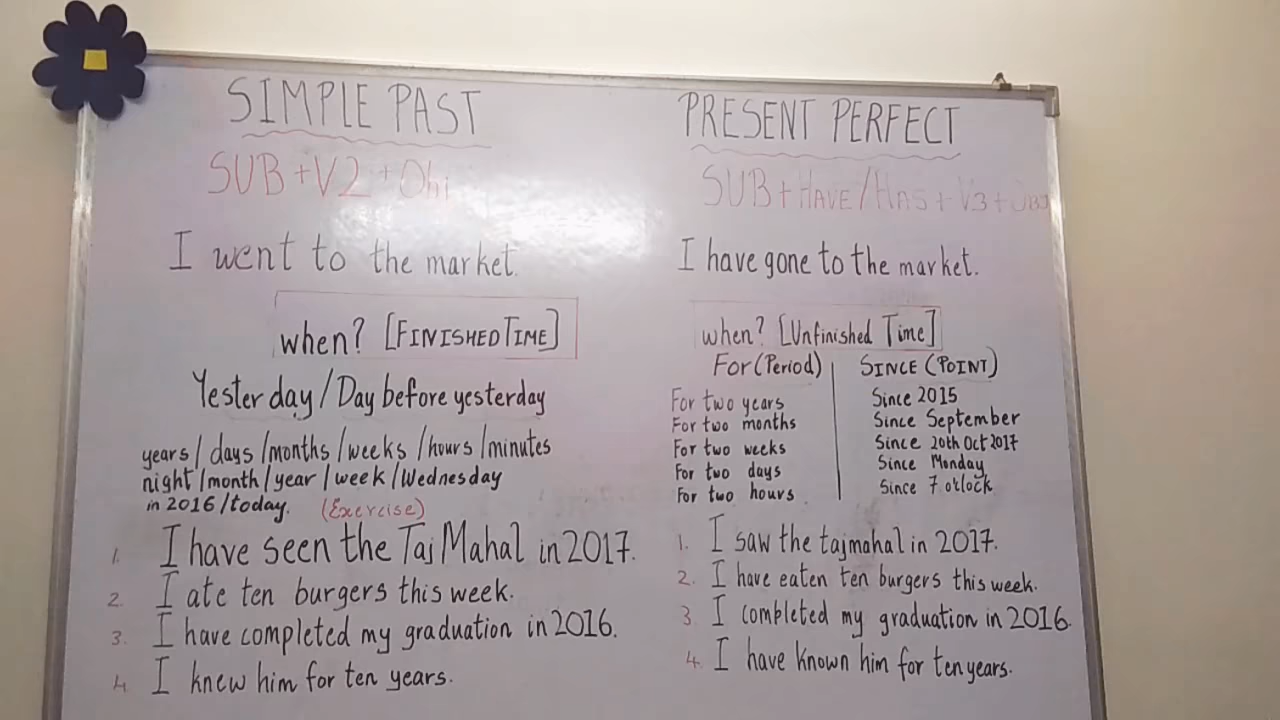 SIMPLE PAST
SUB+V2+Obj
I went to the market.
when? [FINISHED TIME]
Yesterday/Day before yesterday
years/days/months/weeks/hours/minutes
night/month/year/week/Wednesday
in 2016/today. (Exercise)
1. I have seen the Taj Mahal in 2017.
2. I ate ten burgers this week.
3. I have completed my graduation in 2016.
4. I knew him for ten years.
PRESENT PERFECT
SUB+HAVE/HAS+V3+OBJ
I have gone to the market.
when? [Unfinished Time]
For (Period)
For two years
For two months
For two weeks
For two days
For two hours
SINCE (POINT)
Since 2015
Since September
Since 20th Oct 2017
Since Monday
Since 7 o'clock
1. I saw the tajmahal in 2017.
2. I have eaten ten burgers this week.
3. I completed my graduation in 2016.
4. I have known him for ten years.